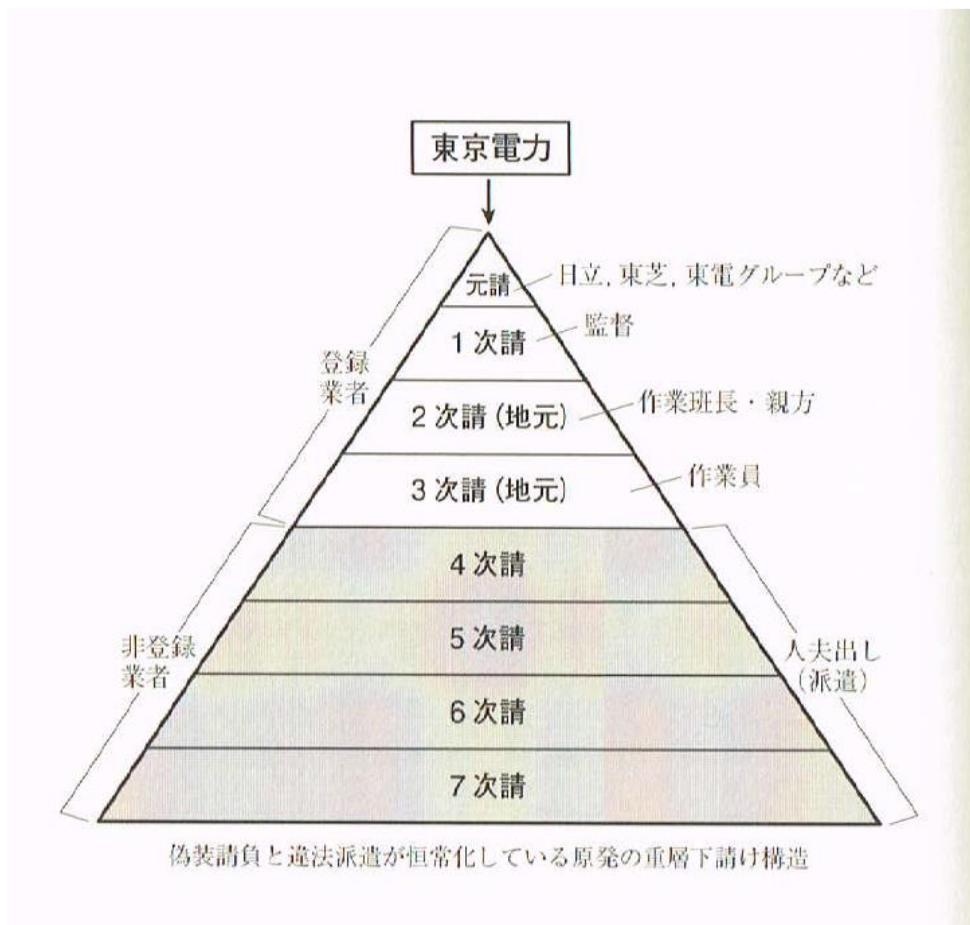 東京電力
元請
日立, 東芝, 東電グループなど
1次請
監督
登録
業者
2次請(地元)
作業班長・親方
3次請(地元)
作業員
4次請
5次請
非登録
業者
人夫出し
(派遣)
6次請
7次請
偽装請負と違法派遣が恒常化している原発の重層下請け構造